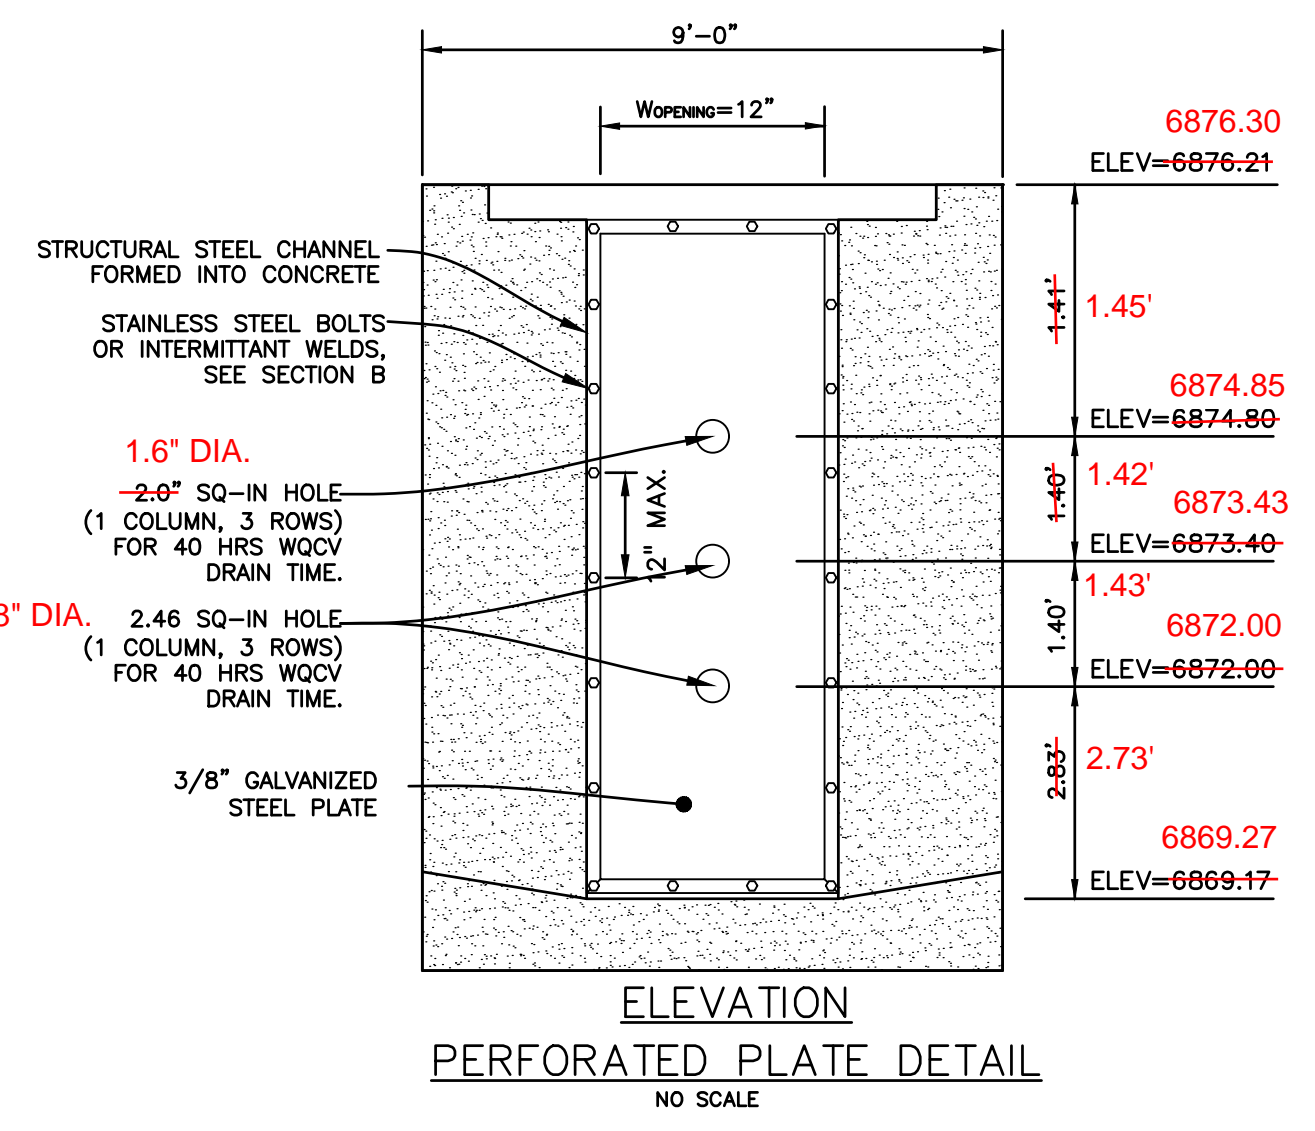 9'-0"
WOPENING=12"
6876.30
ELEV=6876.21
STRUCTURAL STEEL CHANNEL
FORMED INTO CONCRETE
1.41' 1.45'
STAINLESS STEEL BOLTS
OR INTERMITTANT WELDS,
SEE SECTION B
6874.85
ELEV=6874.80
1.6" DIA.
2.0" SQ-IN HOLE
(1 COLUMN, 3 ROWS)
FOR 40 HRS WQCV
DRAIN TIME.
12" MAX.
1.40' 1.42'
6873.43
ELEV=6873.40
8" DIA. 2.46 SQ-IN HOLE
(1 COLUMN, 3 ROWS)
FOR 40 HRS WQCV
DRAIN TIME.
1.40' 1.43'
6872.00
ELEV=6872.00
3/8" GALVANIZED
STEEL PLATE
2.83' 2.73'
6869.27
ELEV=6869.17
ELEVATION
PERFORATED PLATE DETAIL
NO SCALE